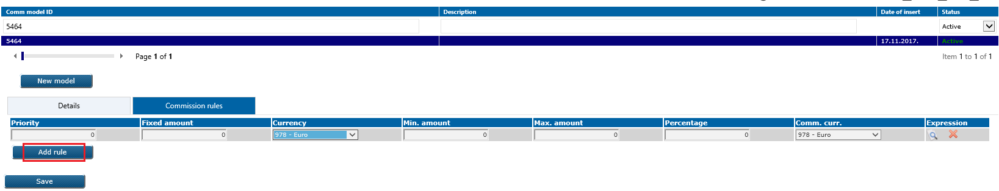 Comm model ID Description Date of insert Status
5464 Active
5464 17.11.2017. Active
Page 1 of 1 Item 1 to 1 of 1
New model
Details Commission rules
Priority Fixed amount Currency Min. amount Max. amount Percentage Comm. curr. Expression
0 0 978 - Euro 0 0 0 978 - Euro
Add rule
Save